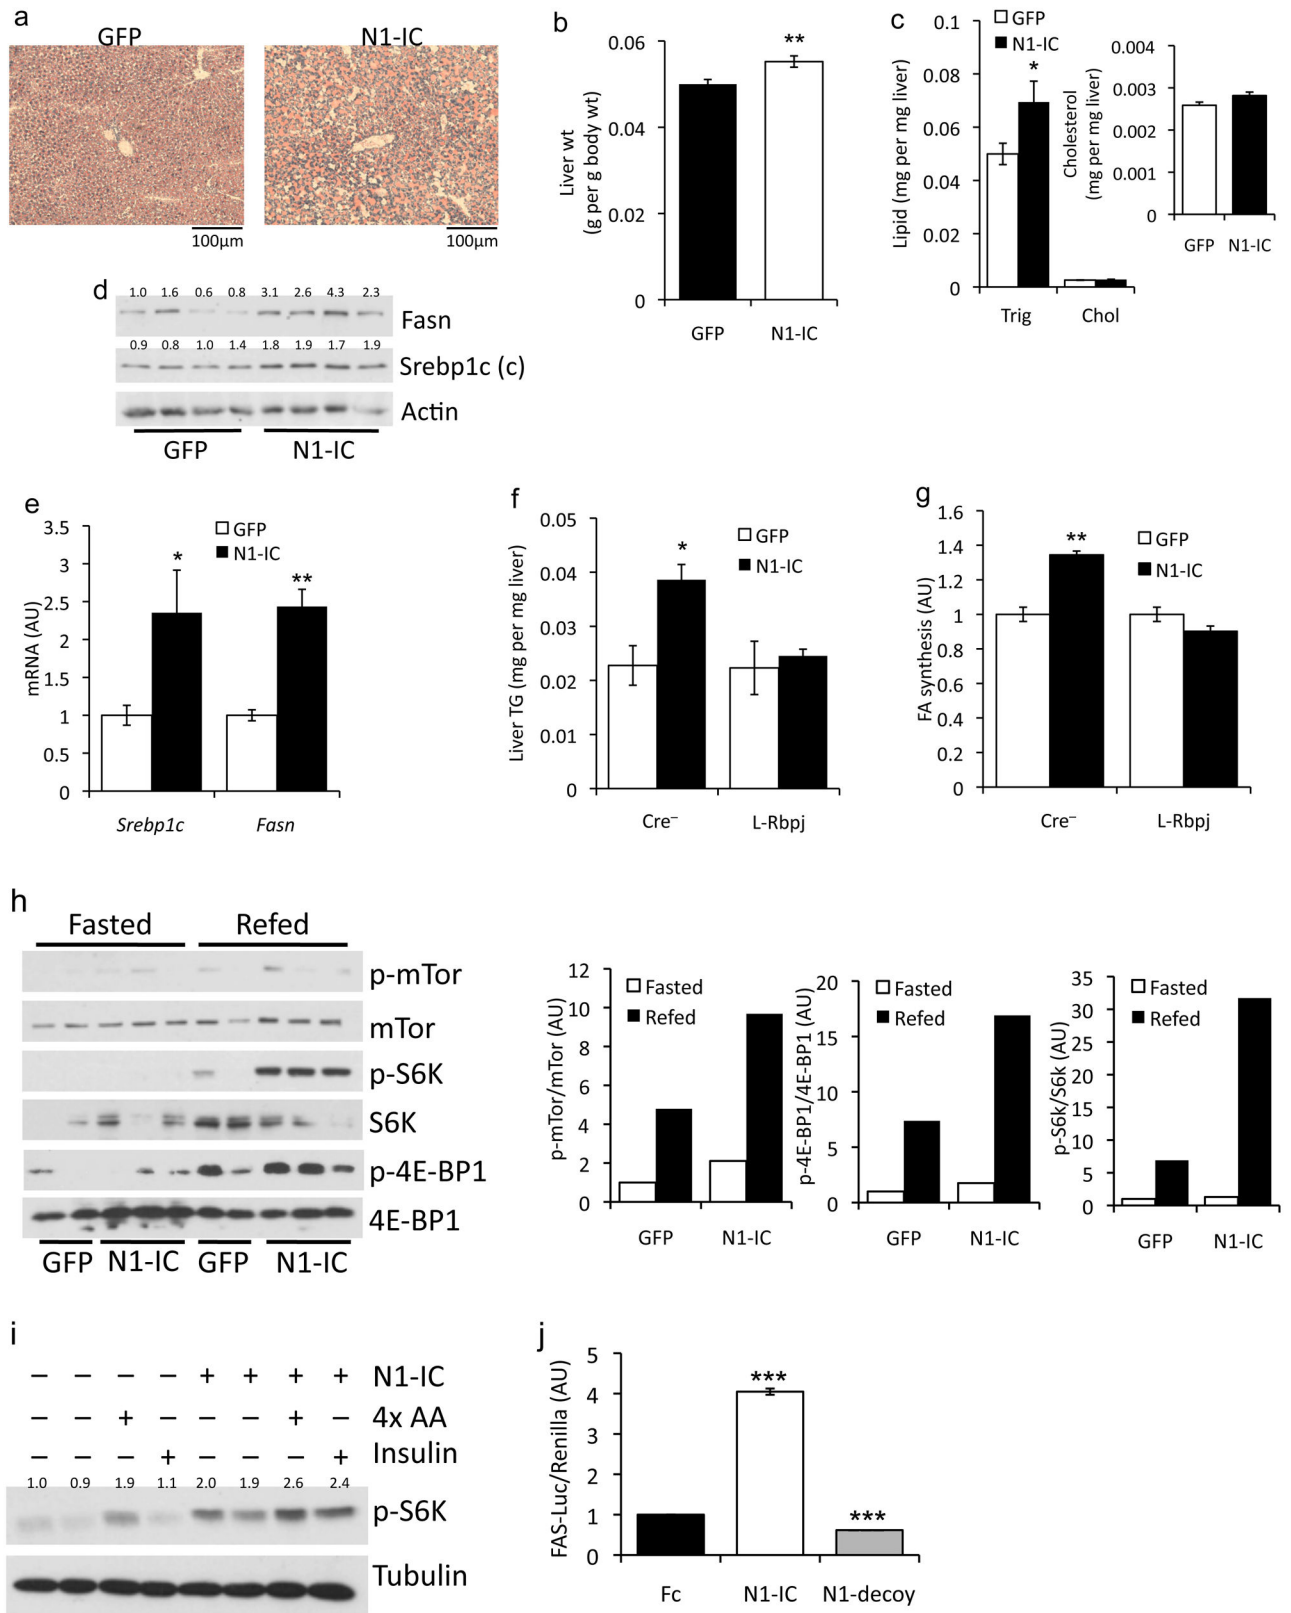 a
GFP
N1-IC
100µm
100µm
b
Liver wt
(g per g body wt)
0.06
0.04
0.02
0
**
GFP
N1-IC
c
GFP
N1-IC
Lipid (mg per mg liver)
0.1
0.08
0.06
0.04
0.02
0
*
Trig
Chol
Cholesterol
(mg per mg liver)
0.004
0.003
0.002
0.001
0
GFP
N1-IC
d
1.0 1.6 0.6 0.8 3.1 2.6 4.3 2.3
Fasn
0.9 0.8 1.0 1.4 1.8 1.9 1.7 1.9
Srebp1c (c)
Actin
GFP
N1-IC
e
mRNA (AU)
3.5
3
2.5
2
1.5
1
0.5
0
GFP
N1-IC
*
**
Srebp1c
Fasn
f
Liver TG (mg per mg liver)
0.05
0.04
0.03
0.02
0.01
0
GFP
N1-IC
*
Cre–
L-Rbpj
g
FA synthesis (AU)
1.6
1.4
1.2
1
0.8
0.6
0.4
0.2
0
GFP
N1-IC
**
Cre–
L-Rbpj
h
Fasted
Refed
p-mTor
mTor
p-S6K
S6K
p-4E-BP1
4E-BP1
GFP N1-IC GFP N1-IC
p-mTor/mTor (AU)
12
10
8
6
4
2
0
Fasted
Refed
GFP
N1-IC
p-4E-BP1/4E-BP1 (AU)
20
15
10
5
0
Fasted
Refed
GFP
N1-IC
p-S6k/S6k (AU)
35
30
25
20
15
10
5
0
Fasted
Refed
GFP
N1-IC
i
– – – – + + + + N1-IC
– – + – – – + – 4x AA
– – – + – – – + Insulin
1.0 0.9 1.9 1.1 2.0 1.9 2.6 2.4
p-S6K
Tubulin
j
FAS-Luc/Renilla (AU)
5
4
3
2
1
0
***
***
Fc
N1-IC
N1-decoy